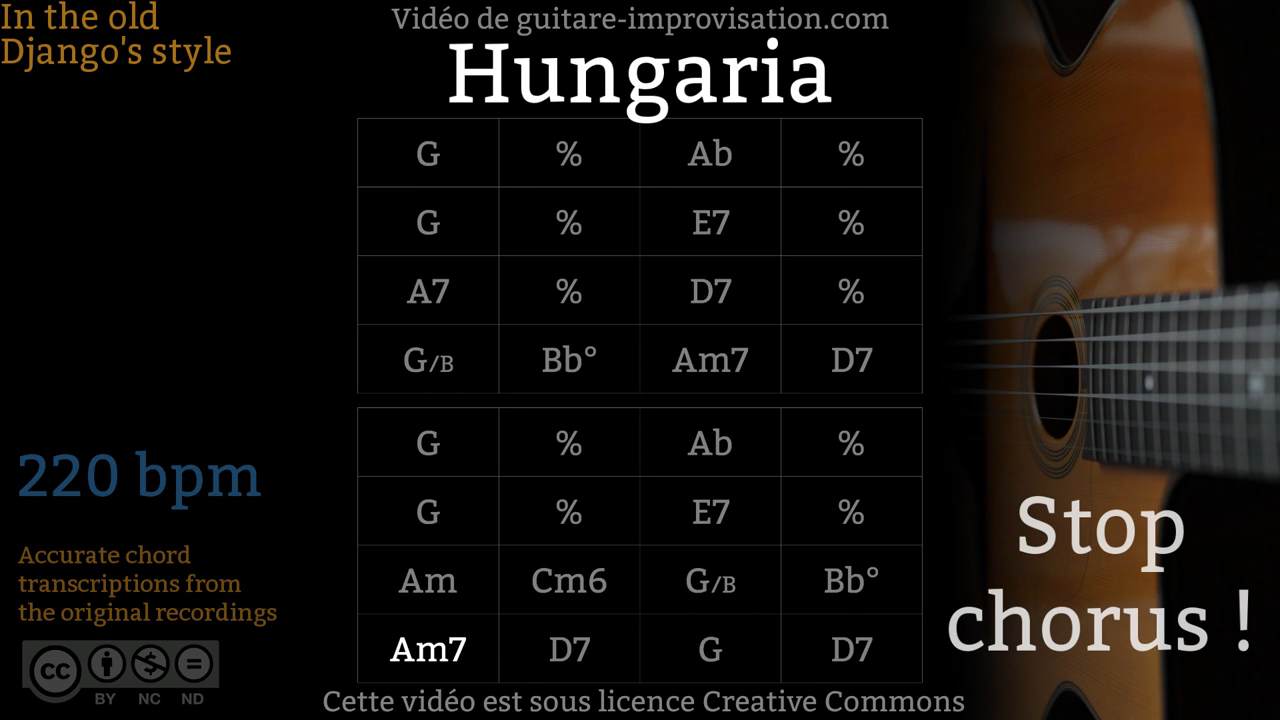 In the old
Django's style
Vidéo de guitare-improvisation.com
Hungaria
G % Ab %
G % E7 %
A7 % D7 %
G/B Bb° Am7 D7
G % Ab %
G % E7 %
Am Cm6 G/B Bb°
Am7 D7 G D7
220 bpm
Accurate chord
transcriptions from
the original recordings
cc
BY NC ND
Stop
chorus !
Cette vidéo est sous licence Creative Commons